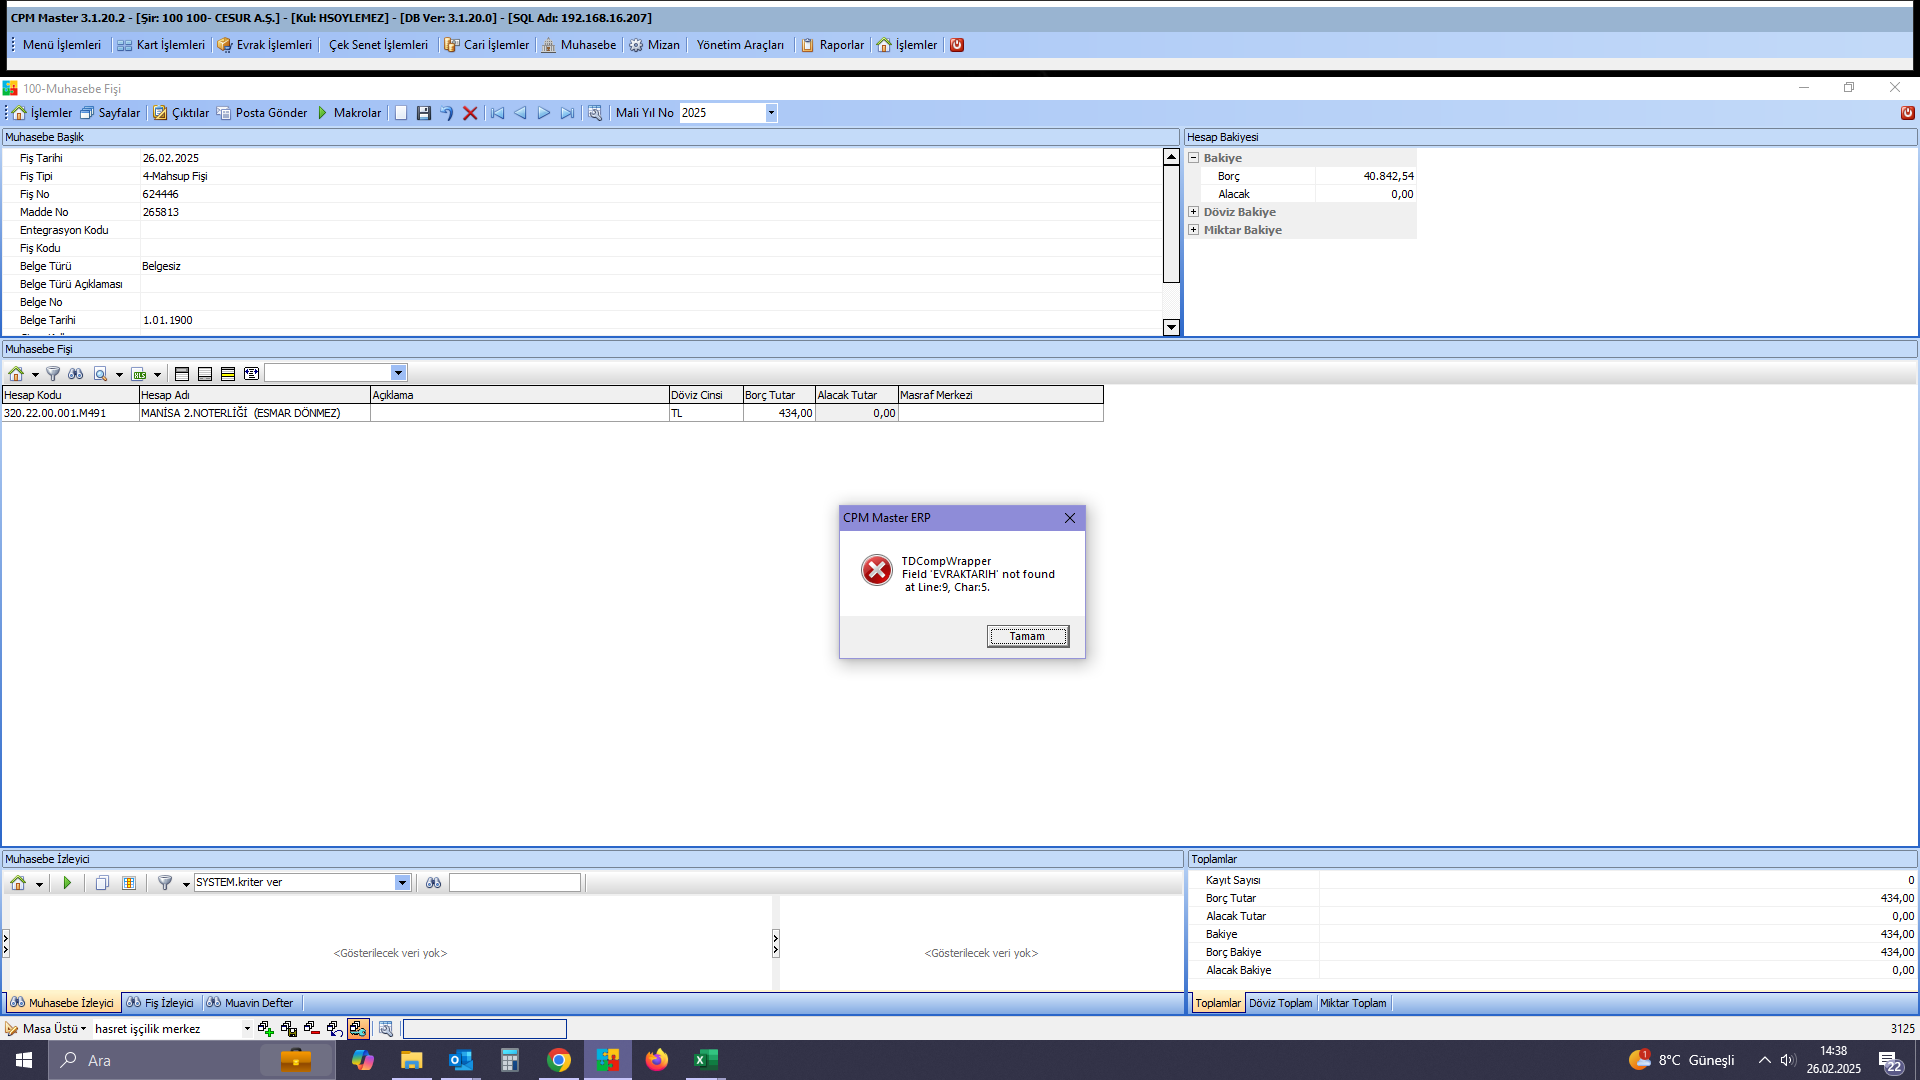 CPM Master 3.1.20.2 - [Şir: 100 100- CESUR A.Ş.] - [Kul: HSOYLEMEZ] - [DB Ver: 3.1.20.0] - [SQL Adı: 192.168.16.207]
Menü İşlemleri Kart İşlemleri Evrak İşlemleri Çek Senet İşlemleri Cari İşlemler Muhasebe Mizan Yönetim Araçları Raporlar İşlemler
100-Muhasebe Fişi
İşlemler Sayfalar Çıktılar Posta Gönder Makrolar Mali Yıl No 2025
Muhasebe Başlık
Fiş Tarihi 26.02.2025
Fiş Tipi 4-Mahsup Fişi
Fiş No 624446
Madde No 265813
Entegrasyon Kodu
Fiş Kodu
Belge Türü Belgesiz
Belge Türü Açıklaması
Belge No
Belge Tarihi 1.01.1900
Hesap Bakiyesi
Bakiye
Borç 40.842,54
Alacak 0,00
Döviz Bakiye
Miktar Bakiye
Muhasebe Fişi
XLS
Hesap Kodu Hesap Adı Açıklama Döviz Cinsi Borç Tutar Alacak Tutar Masraf Merkezi
320.22.00.001.M491 MANİSA 2.NOTERLİĞİ (ESMAR DÖNMEZ) TL 434,00 0,00
CPM Master ERP
TDCompWrapper
Field 'EVRAKTARIH' not found
at Line:9, Char:5.
Tamam
Muhasebe İzleyici
SYSTEM.kriter ver
<Gösterilecek veri yok> <Gösterilecek veri yok>
Muhasebe İzleyici Fiş İzleyici Muavin Defter
Toplamlar
Kayıt Sayısı 0
Borç Tutar 434,00
Alacak Tutar 0,00
Bakiye 434,00
Borç Bakiye 434,00
Alacak Bakiye 0,00
Toplamlar Döviz Toplam Miktar Toplam
Masa Üstü hasret işçilik merkez 3125
Ara 1 8°C Güneşli 14:38
26.02.2025 22